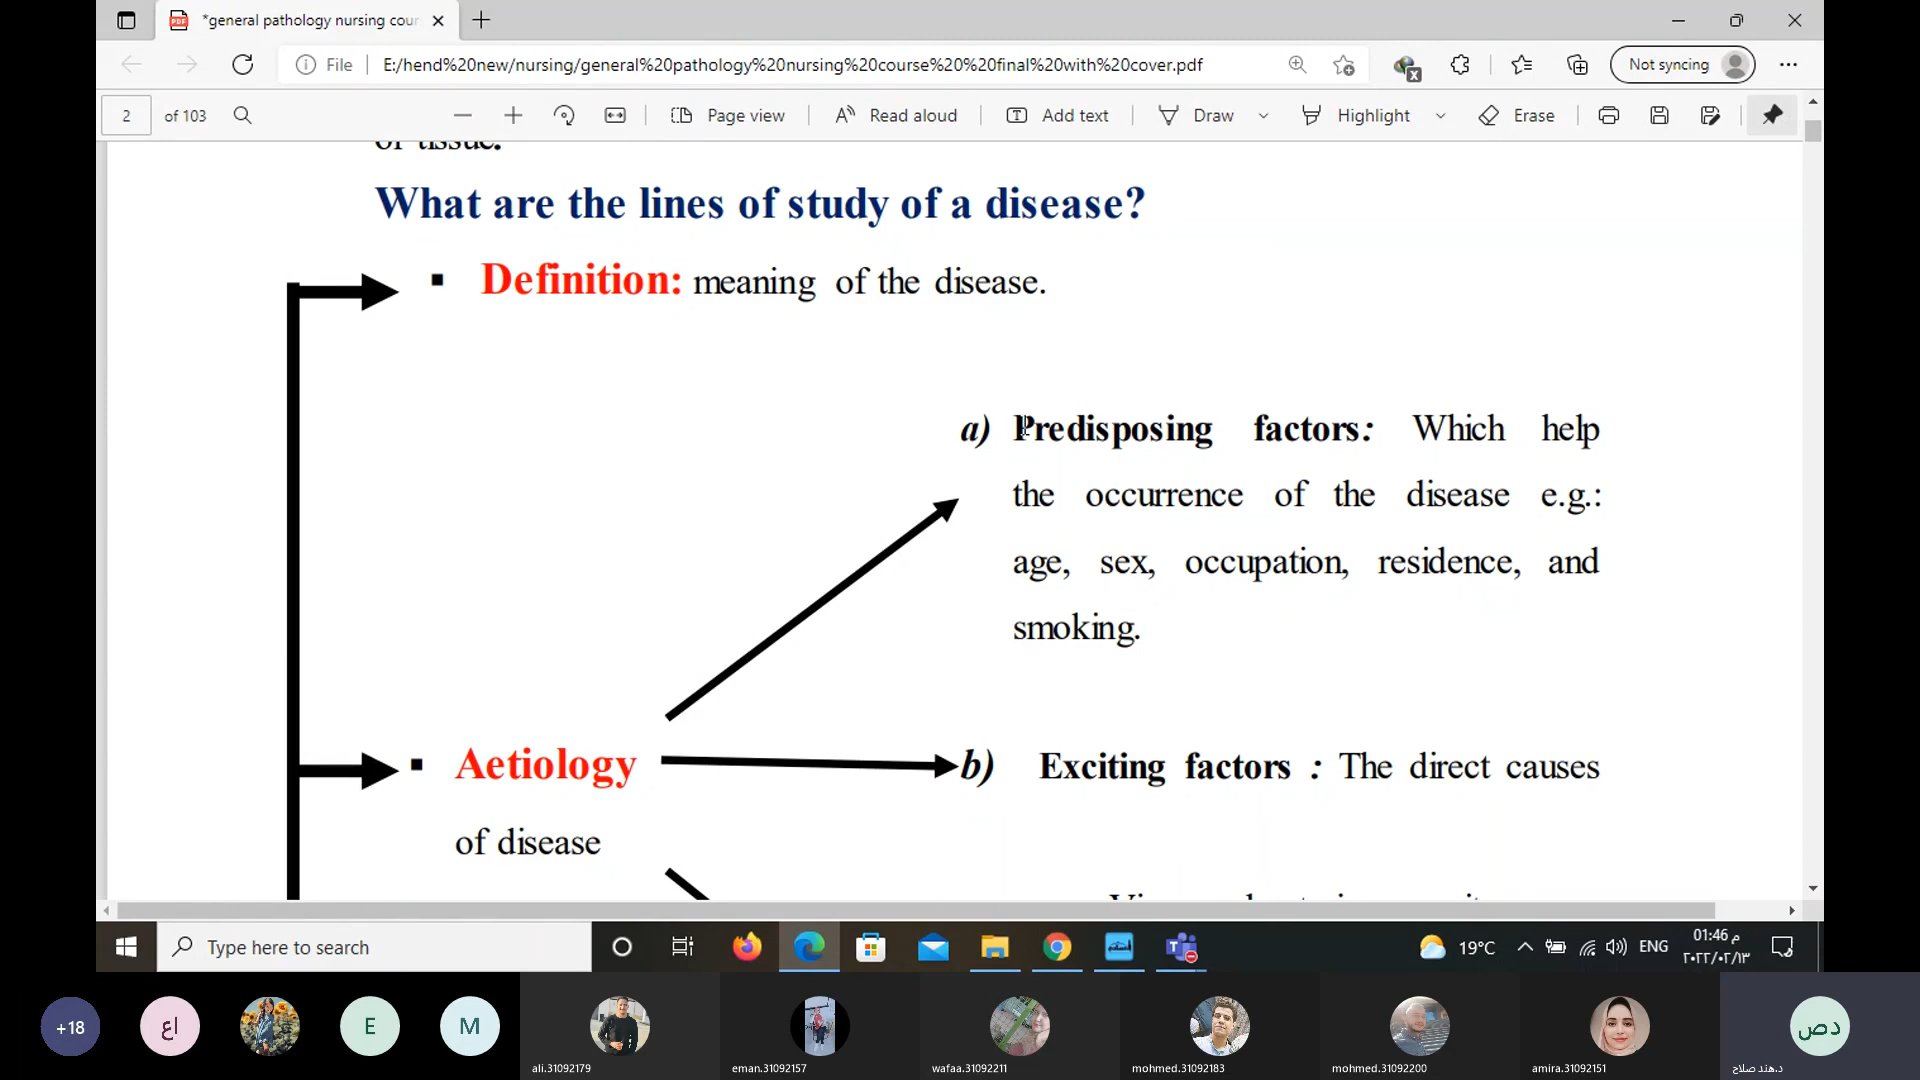 *general pathology nursing cour
File
E:/hend%20new/nursing/general%20pathology%20nursing%20course%20%20final%20with%20cover.pdf
Not syncing
2 of 103
Page view
Read aloud
Add text
Draw
Highlight
Erase
of tissue.
What are the lines of study of a disease?
▪ Definition: meaning of the disease.
a) Predisposing factors: Which help
the occurrence of the disease e.g.:
age, sex, occupation, residence, and
smoking.
▪ Aetiology
b) Exciting factors : The direct causes
of disease
Type here to search
19°C
ENG
01:46 م
٢٠٢٢/٠٢/١٣
+18
اع
E
M
دص
ali.31092179
eman.31092157
wafaa.31092211
mohmed.31092183
mohmed.31092200
amira.31092151
د.هند صلاح